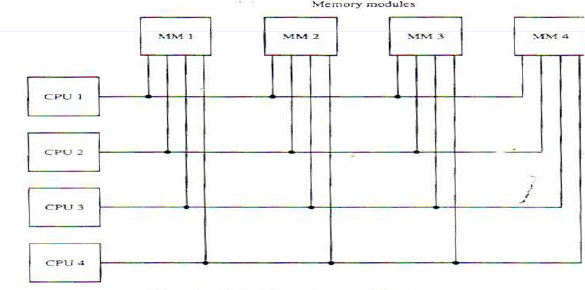 Memory modules
MM 1 MM 2 MM 3 MM 4
CPU 1
CPU 2
CPU 3
CPU 4